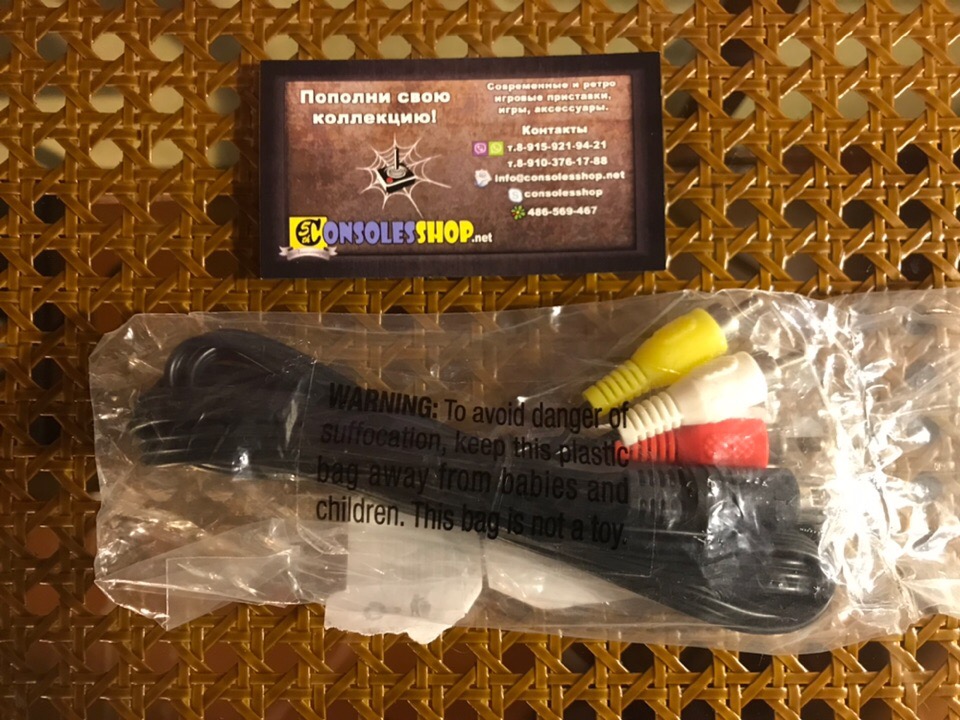 Пополни свою
коллекцию!
Современные и ретро
игровые приставки,
игры, аксессуары.
Контакты
т.8-915-921-94-21
т.8-910-376-17-88
info@consolesshop.net
consolesshop
486-569-467
CONSOLESSHOP.net
WARNING: To avoid danger of
suffocation, keep this plastic
bag away from babies and
children. This bag is not a toy.